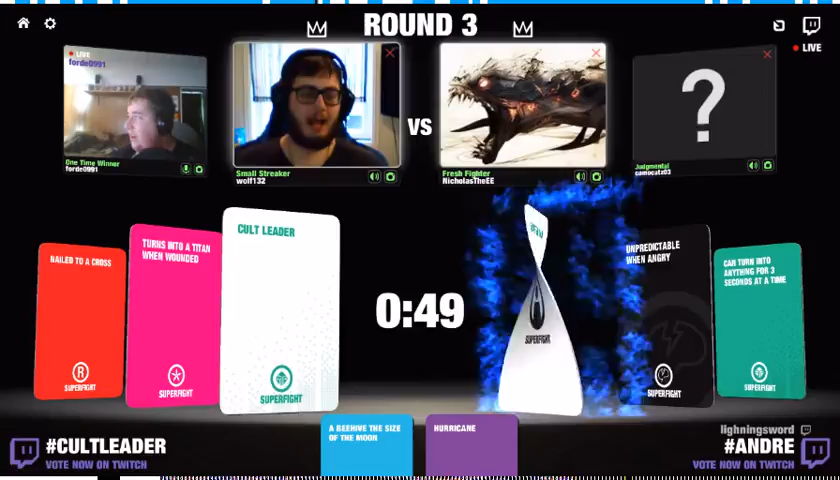 ROUND 3
LIVE
LIVE
forde0991
One Time Winner
forde0991
Small Streaker
wolf132
VS
Fresh Fighter
NicholasTheEE
?
Judgmental
camocatz03
NAILED TO A CROSS
R
SUPERFIGHT
TURNS INTO A TITAN
WHEN WOUNDED
SUPERFIGHT
CULT LEADER
SUPERFIGHT
0:49
SUPERFIGHT
UNPREDICTABLE
WHEN ANGRY
SUPERFIGHT
CAN TURN INTO
ANYTHING FOR 3
SECONDS AT A TIME
SUPERFIGHT
A BEEHIVE THE SIZE
OF THE MOON
HURRICANE
#CULTLEADER
VOTE NOW ON TWITCH
lighningsword
#ANDRE
VOTE NOW ON TWITCH